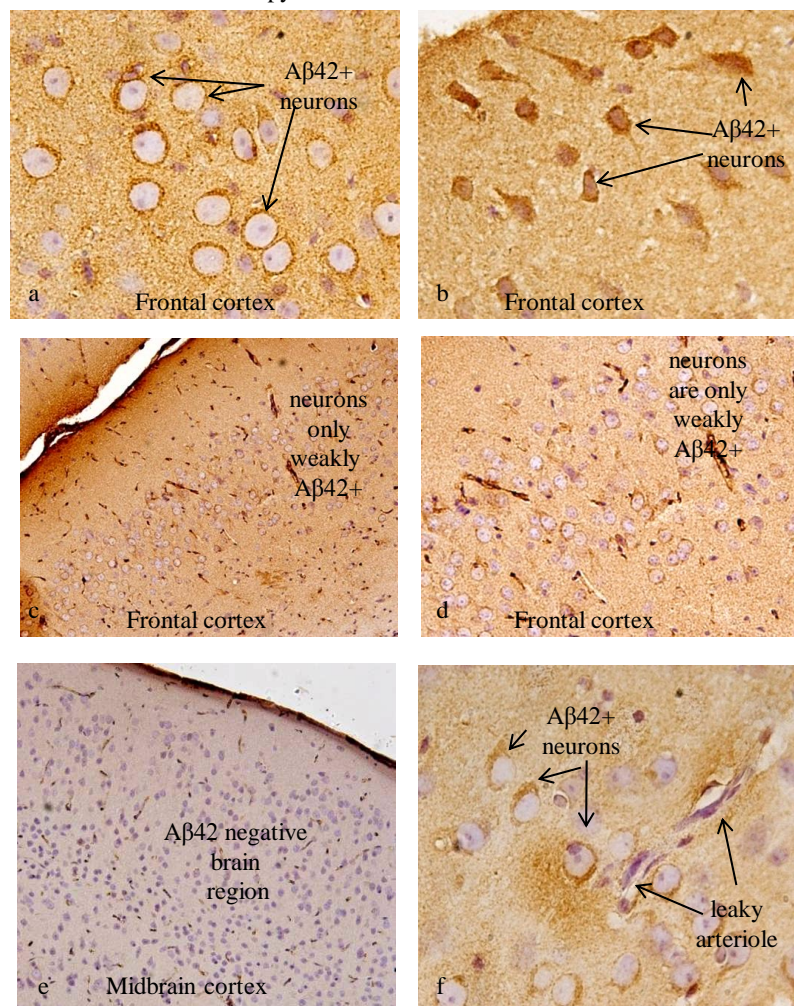 Aβ42+
neurons
a
Frontal cortex
Aβ42+
neurons
b
Frontal cortex
neurons
only
weakly
Aβ42+
c
Frontal cortex
neurons
are only
weakly
Aβ42+
d
Frontal cortex
Aβ42 negative
brain
region
e
Midbrain cortex
Aβ42+
neurons
leaky
arteriole
f